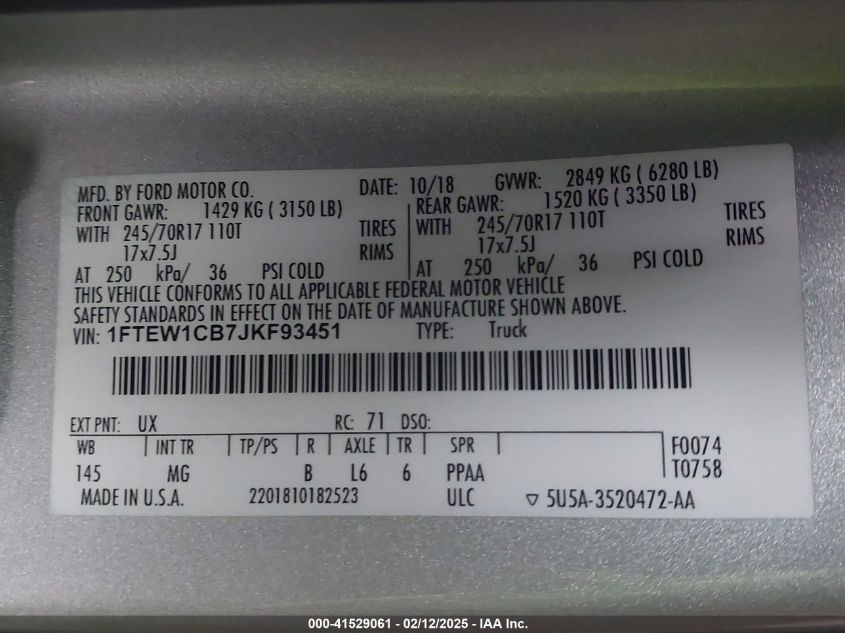 MFD. BY FORD MOTOR CO. DATE: 10/18 GVWR: 2849 KG ( 6280 LB)
FRONT GAWR: 1429 KG ( 3150 LB) REAR GAWR: 1520 KG ( 3350 LB)
WITH 245/70R17 110T TIRES WITH 245/70R17 110T TIRES
17x7.5J RIMS 17x7.5J RIMS
AT 250 kPa/ 36 PSI COLD AT 250 kPa/ 36 PSI COLD
THIS VEHICLE CONFORMS TO ALL APPLICABLE FEDERAL MOTOR VEHICLE
SAFETY STANDARDS IN EFFECT ON THE DATE OF MANUFACTURE SHOWN ABOVE.
VIN: 1FTEW1CB7JKF93451 TYPE: Truck
EXT PNT: UX RC: 71 DSO:
WB INT TR TP/PS R AXLE TR SPR F0074
145 MG B L6 6 PPAA T0758
MADE IN U.S.A. 2201810182523 ULC ▽ 5U5A-3520472-AA
000-41529061 - 02/12/2025 - IAA Inc.